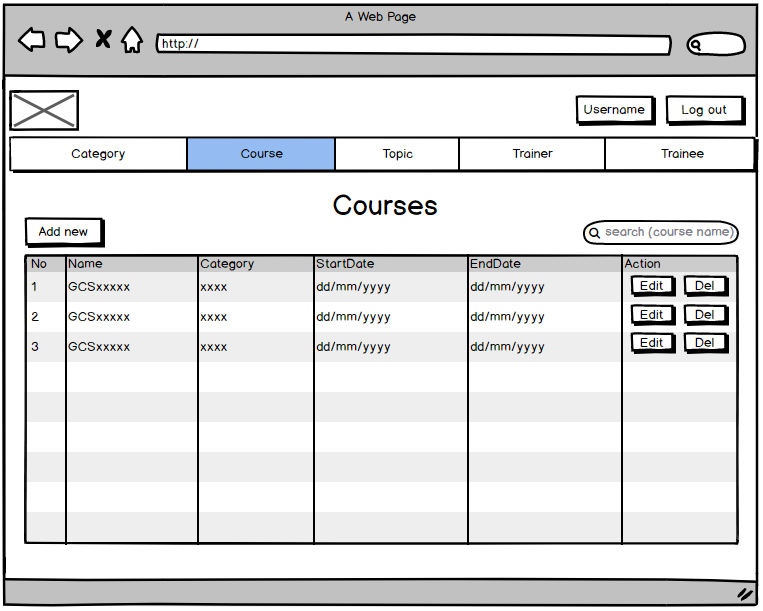 A Web Page
http://
Username Log out
Category Course Topic Trainer Trainee
Courses
Add new search (course name)
No Name Category StartDate EndDate Action
1 GCSxxxxx xxxx dd/mm/yyyy dd/mm/yyyy Edit Del
2 GCSxxxxx xxxx dd/mm/yyyy dd/mm/yyyy Edit Del
3 GCSxxxxx xxxx dd/mm/yyyy dd/mm/yyyy Edit Del